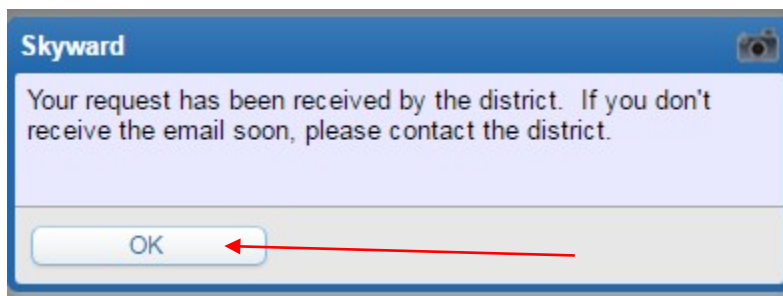 Skyward
Your request has been received by the district.  If you don't
receive the email soon, please contact the district.
OK